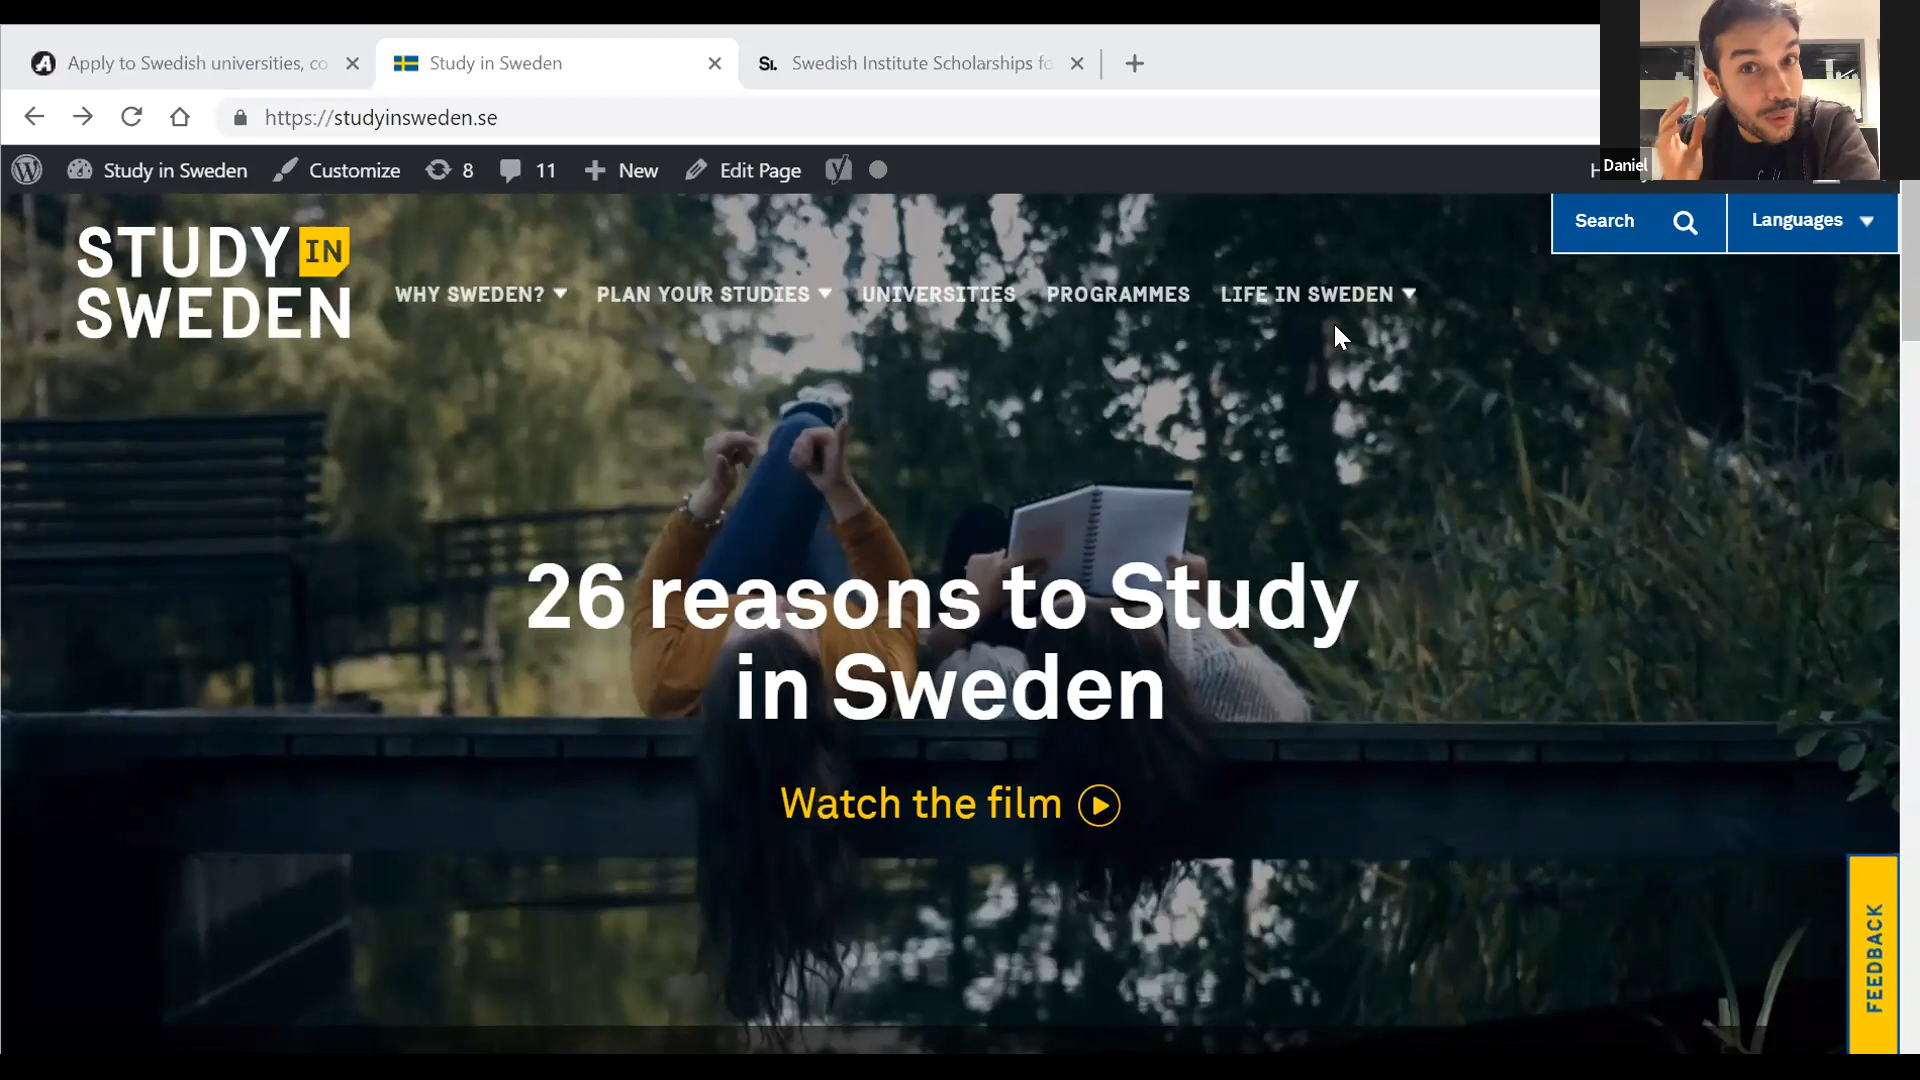 Apply to Swedish universities, co
Study in Sweden
Si. Swedish Institute Scholarships fo
https://studyinsweden.se
Daniel
Study in Sweden Customize 8 11 New Edit Page
Search Languages
STUDY IN
SWEDEN
WHY SWEDEN? PLAN YOUR STUDIES UNIVERSITIES PROGRAMMES LIFE IN SWEDEN
26 reasons to Study
in Sweden
Watch the film
FEEDBACK